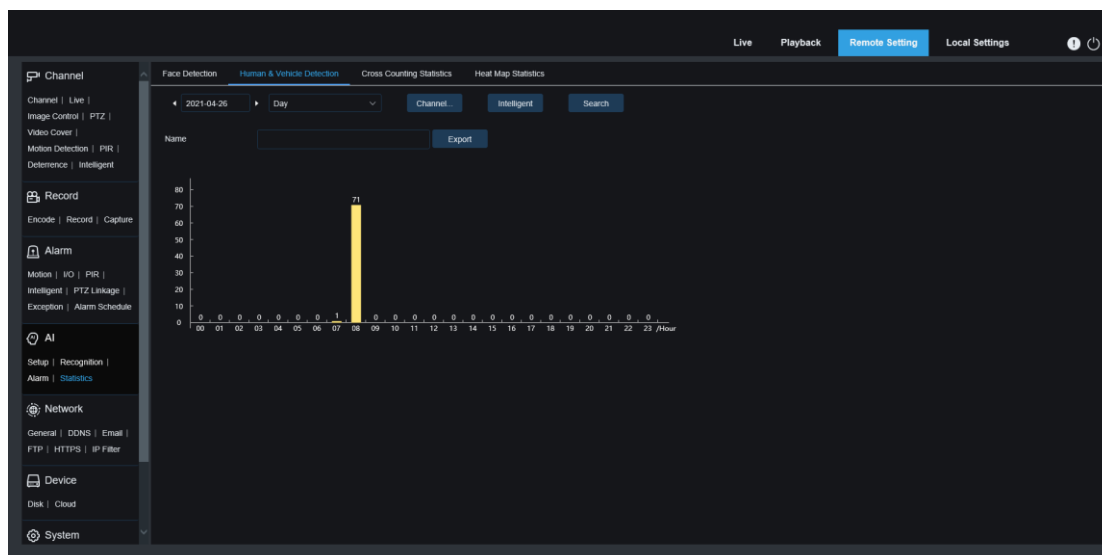 Live Playback Remote Setting Local Settings
Channel
Channel | Live |
Image Control | PTZ |
Video Cover |
Motion Detection | PIR |
Deterrence | Intelligent
Record
Encode | Record | Capture
Alarm
Motion | I/O | PIR |
Intelligent | PTZ Linkage |
Exception | Alarm Schedule
AI
Setup | Recognition |
Alarm | Statistics
Network
General | DDNS | Email |
FTP | HTTPS | IP Filter
Device
Disk | Cloud
System
Face Detection Human & Vehicle Detection Cross Counting Statistics Heat Map Statistics
2021-04-26 Day Channel... Intelligent Search
Name Export
80
70
60
50
40
30
20
10
0
0 0 0 0 0 0 0 1 71 0 0 0 0 0 0 0 0 0 0 0 0 0 0 0
00 01 02 03 04 05 06 07 08 09 10 11 12 13 14 15 16 17 18 19 20 21 22 23 /Hour